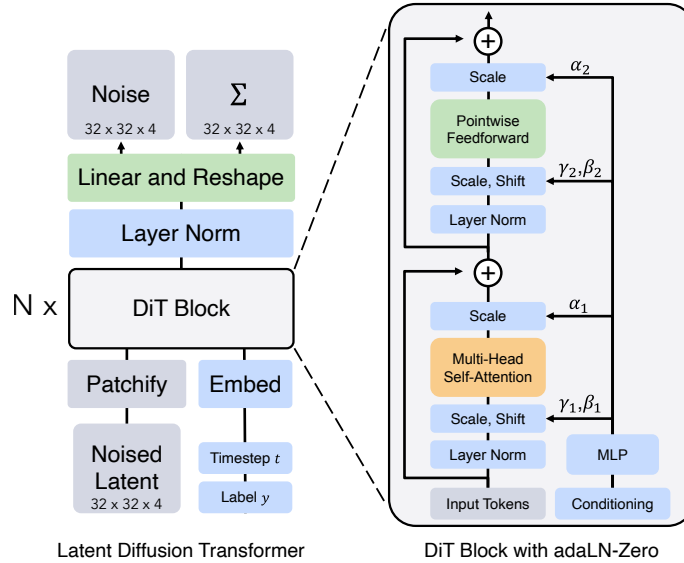 Noise
32 x 32 x 4
Σ
32 x 32 x 4
Linear and Reshape
Layer Norm
N x
DiT Block
Patchify
Embed
Noised
Latent
32 x 32 x 4
Timestep t
Label y
Latent Diffusion Transformer
+
Scale
α₂
Pointwise
Feedforward
Scale, Shift
γ₂,β₂
Layer Norm
+
Scale
α₁
Multi-Head
Self-Attention
Scale, Shift
γ₁,β₁
Layer Norm
MLP
Input Tokens
Conditioning
DiT Block with adaLN-Zero